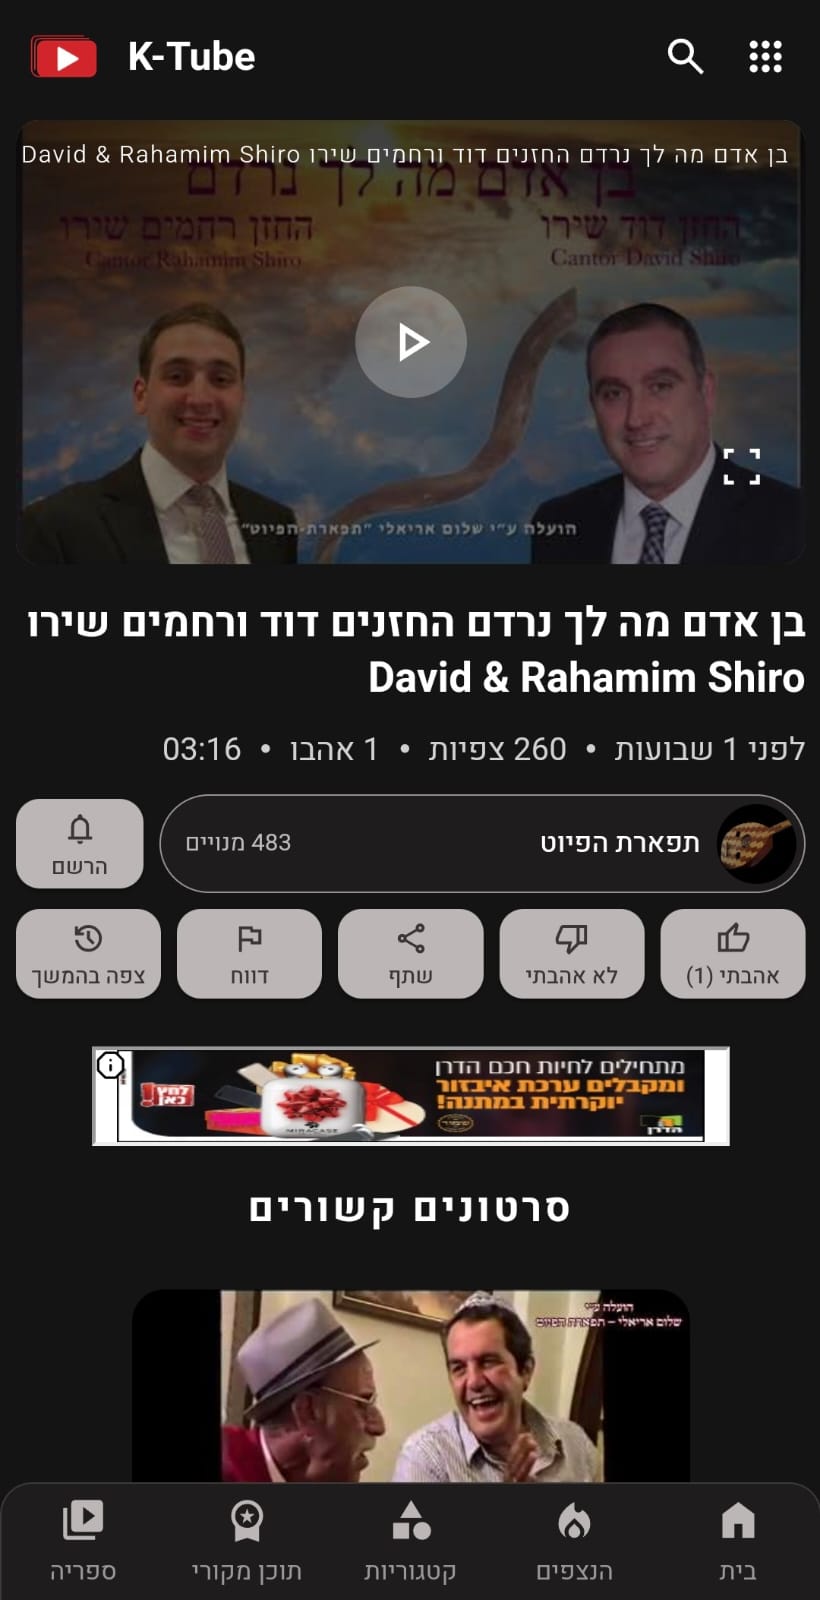 K-Tube
בן אדם מה לך נרדם החזנים דוד ורחמים שירו David & Rahamim Shiro
בן אדם מה לך נרדם
החזן דוד שירו
Cantor David Shiro
החזן רחמים שירו
Cantor Rahamim Shiro
הועלה ע״י שלום אריאלי ״תפארת-הפיוט״
בן אדם מה לך נרדם החזנים דוד ורחמים שירו
David & Rahamim Shiro
לפני 1 שבועות • 260 צפיות • 1 אהבו • 03:16
תפארת הפיוט
483 מנויים
הרשם
אהבתי (1)
לא אהבתי
שתף
דווח
צפה בהמשך
מתחילים לחיות חכם הדרן
ומקבלים ערכת איבזור
יוקרתית במתנה!
לחץ
כאן
הדרן
MIRACASE
סרטונים קשורים
הועלה ע״י
שלום אריאלי – תפארת הפיוט
בית
הנצפים
קטגוריות
תוכן מקורי
ספריה